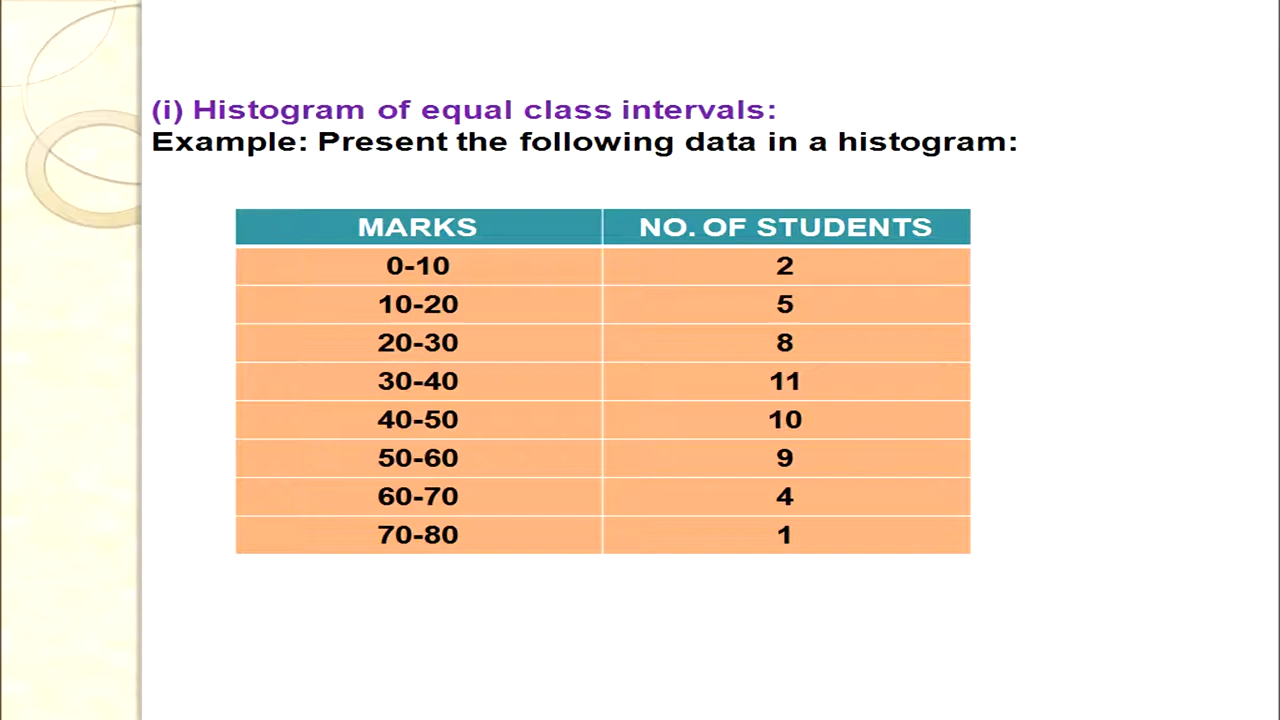 (i) Histogram of equal class intervals:
Example: Present the following data in a histogram:
MARKS NO. OF STUDENTS
0-10 2
10-20 5
20-30 8
30-40 11
40-50 10
50-60 9
60-70 4
70-80 1